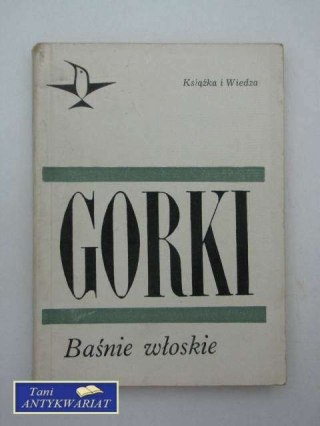 Książka i Wiedza
GORKI
Baśnie włoskie
Tani
ANTYKWARIAT